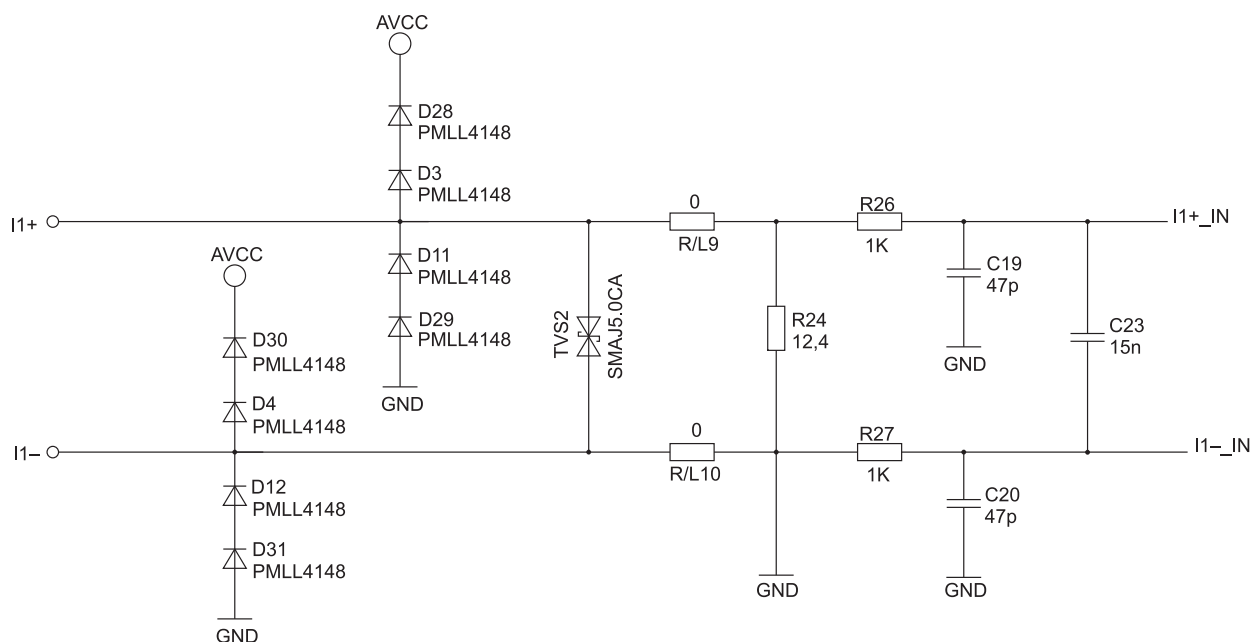 AVCC
D28
PMLL4148
D3
PMLL4148
I1+
0
R/L9
R26
1K
I1+_IN
AVCC
D11
PMLL4148
D29
PMLL4148
GND
TVS2
SMAJ5.0CA
R24
12,4
C19
47p
GND
C23
15n
D30
PMLL4148
D4
PMLL4148
I1–
0
R/L10
R27
1K
I1–_IN
D12
PMLL4148
D31
PMLL4148
GND
GND
C20
47p
GND